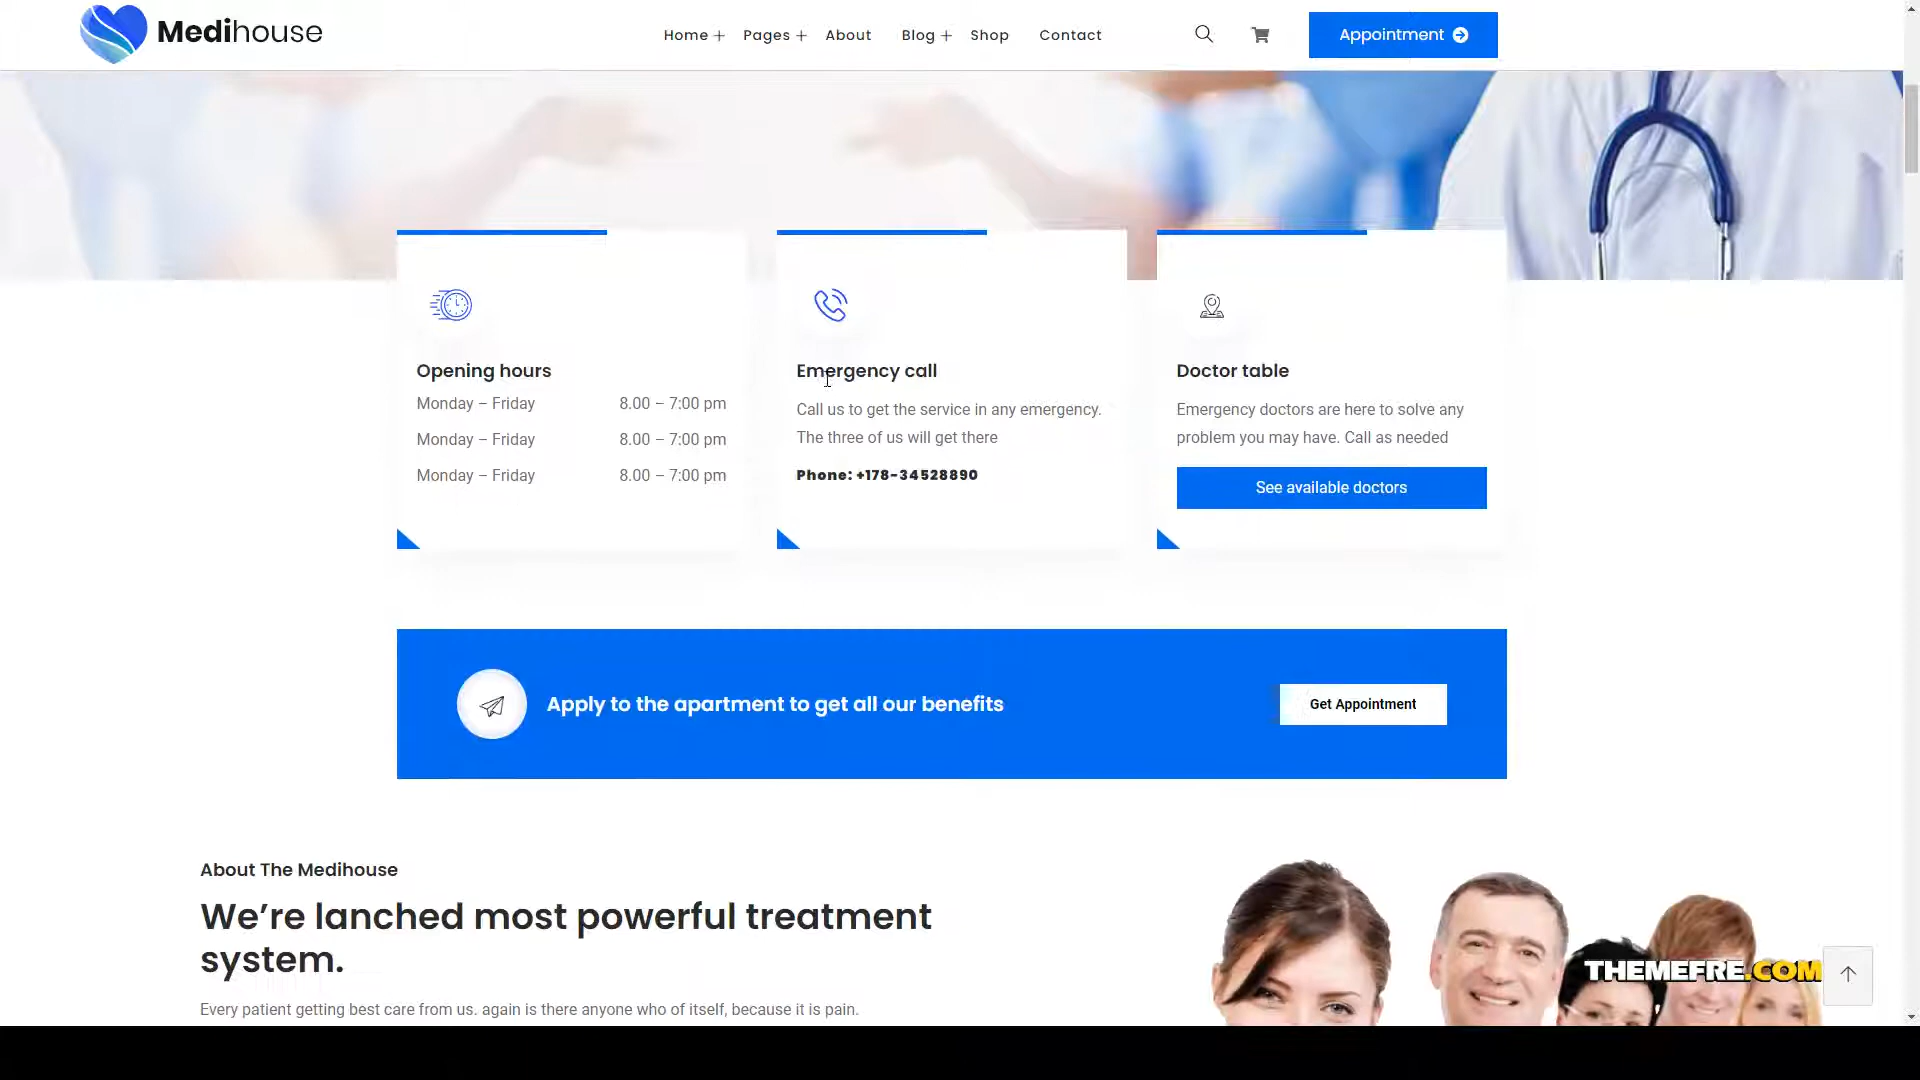 Medihouse
Home + Pages + About Blog + Shop Contact
Appointment
Opening hours
Monday – Friday 8.00 – 7:00 pm
Monday – Friday 8.00 – 7:00 pm
Monday – Friday 8.00 – 7:00 pm
Emergency call
Call us to get the service in any emergency.
The three of us will get there
Phone: +178-34528890
Doctor table
Emergency doctors are here to solve any
problem you may have. Call as needed
See available doctors
Apply to the apartment to get all our benefits
Get Appointment
About The Medihouse
We’re lanched most powerful treatment
system.
Every patient getting best care from us. again is there anyone who of itself, because it is pain.
THEMEFRE.COM